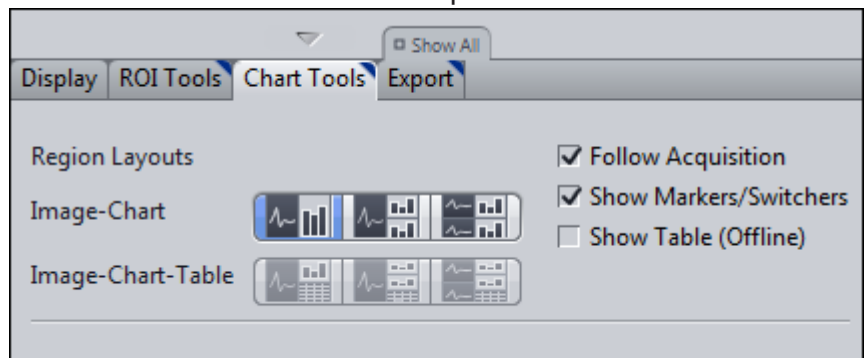 Show All
Display ROI Tools Chart Tools Export
Region Layouts
Follow Acquisition
Image-Chart
Show Markers/Switchers
Show Table (Offline)
Image-Chart-Table